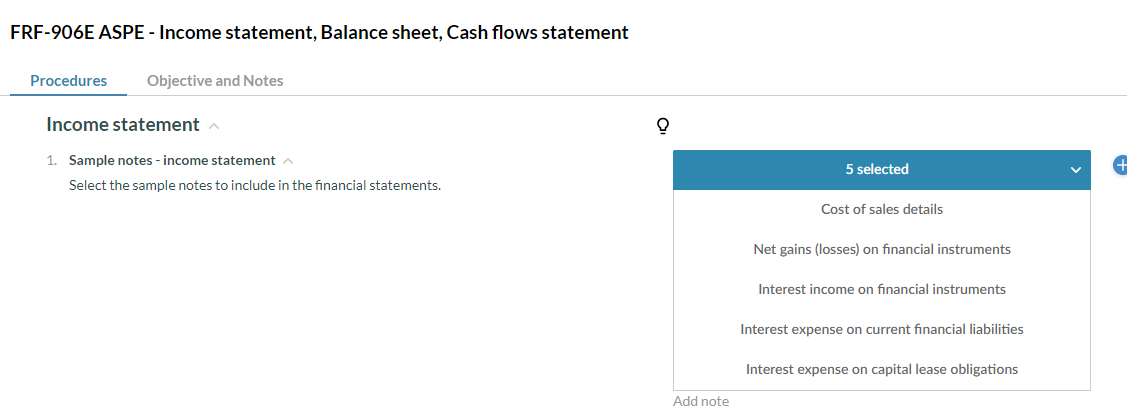 FRF-906E ASPE - Income statement, Balance sheet, Cash flows statement
Procedures
Objective and Notes
Income statement
1. Sample notes - income statement
Select the sample notes to include in the financial statements.
5 selected
Cost of sales details
Net gains (losses) on financial instruments
Interest income on financial instruments
Interest expense on current financial liabilities
Interest expense on capital lease obligations
Add note